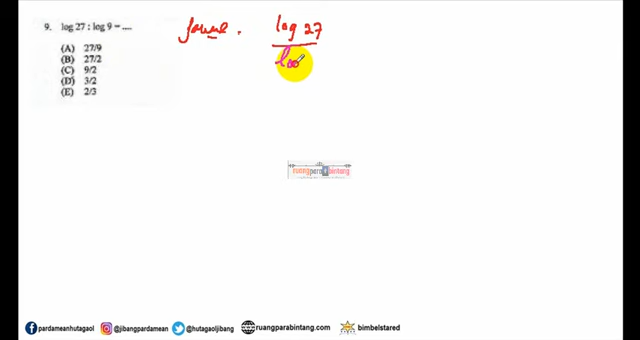 9. log 27 : log 9 = ....
(A) 27/9
(B) 27/2
(C) 9/2
(D) 3/2
(E) 2/3
log 27
ruangparabintang
pardameanhutagaol @jibangpardamean @hutagaoljibang ruangparabintang.com bimbelstared